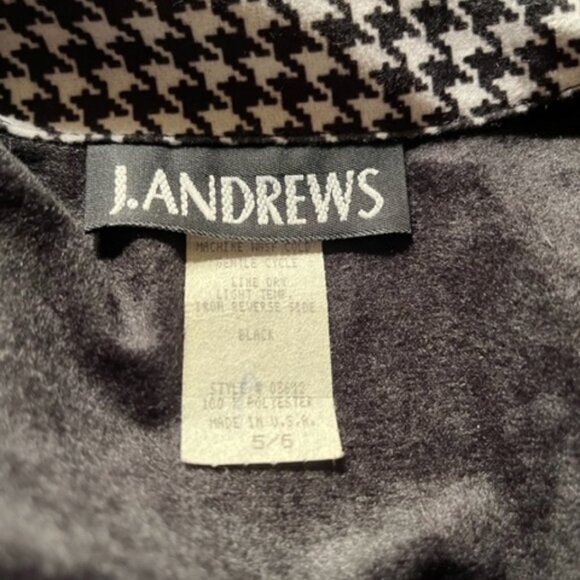 J.ANDREWS
MACHINE WASH COLD
GENTLE CYCLE
LINE DRY
LIGHT TEMP.
IRON REVERSE SIDE
BLACK
STYLE #
100 % POLYESTER
MADE IN U.S.A.
5/6